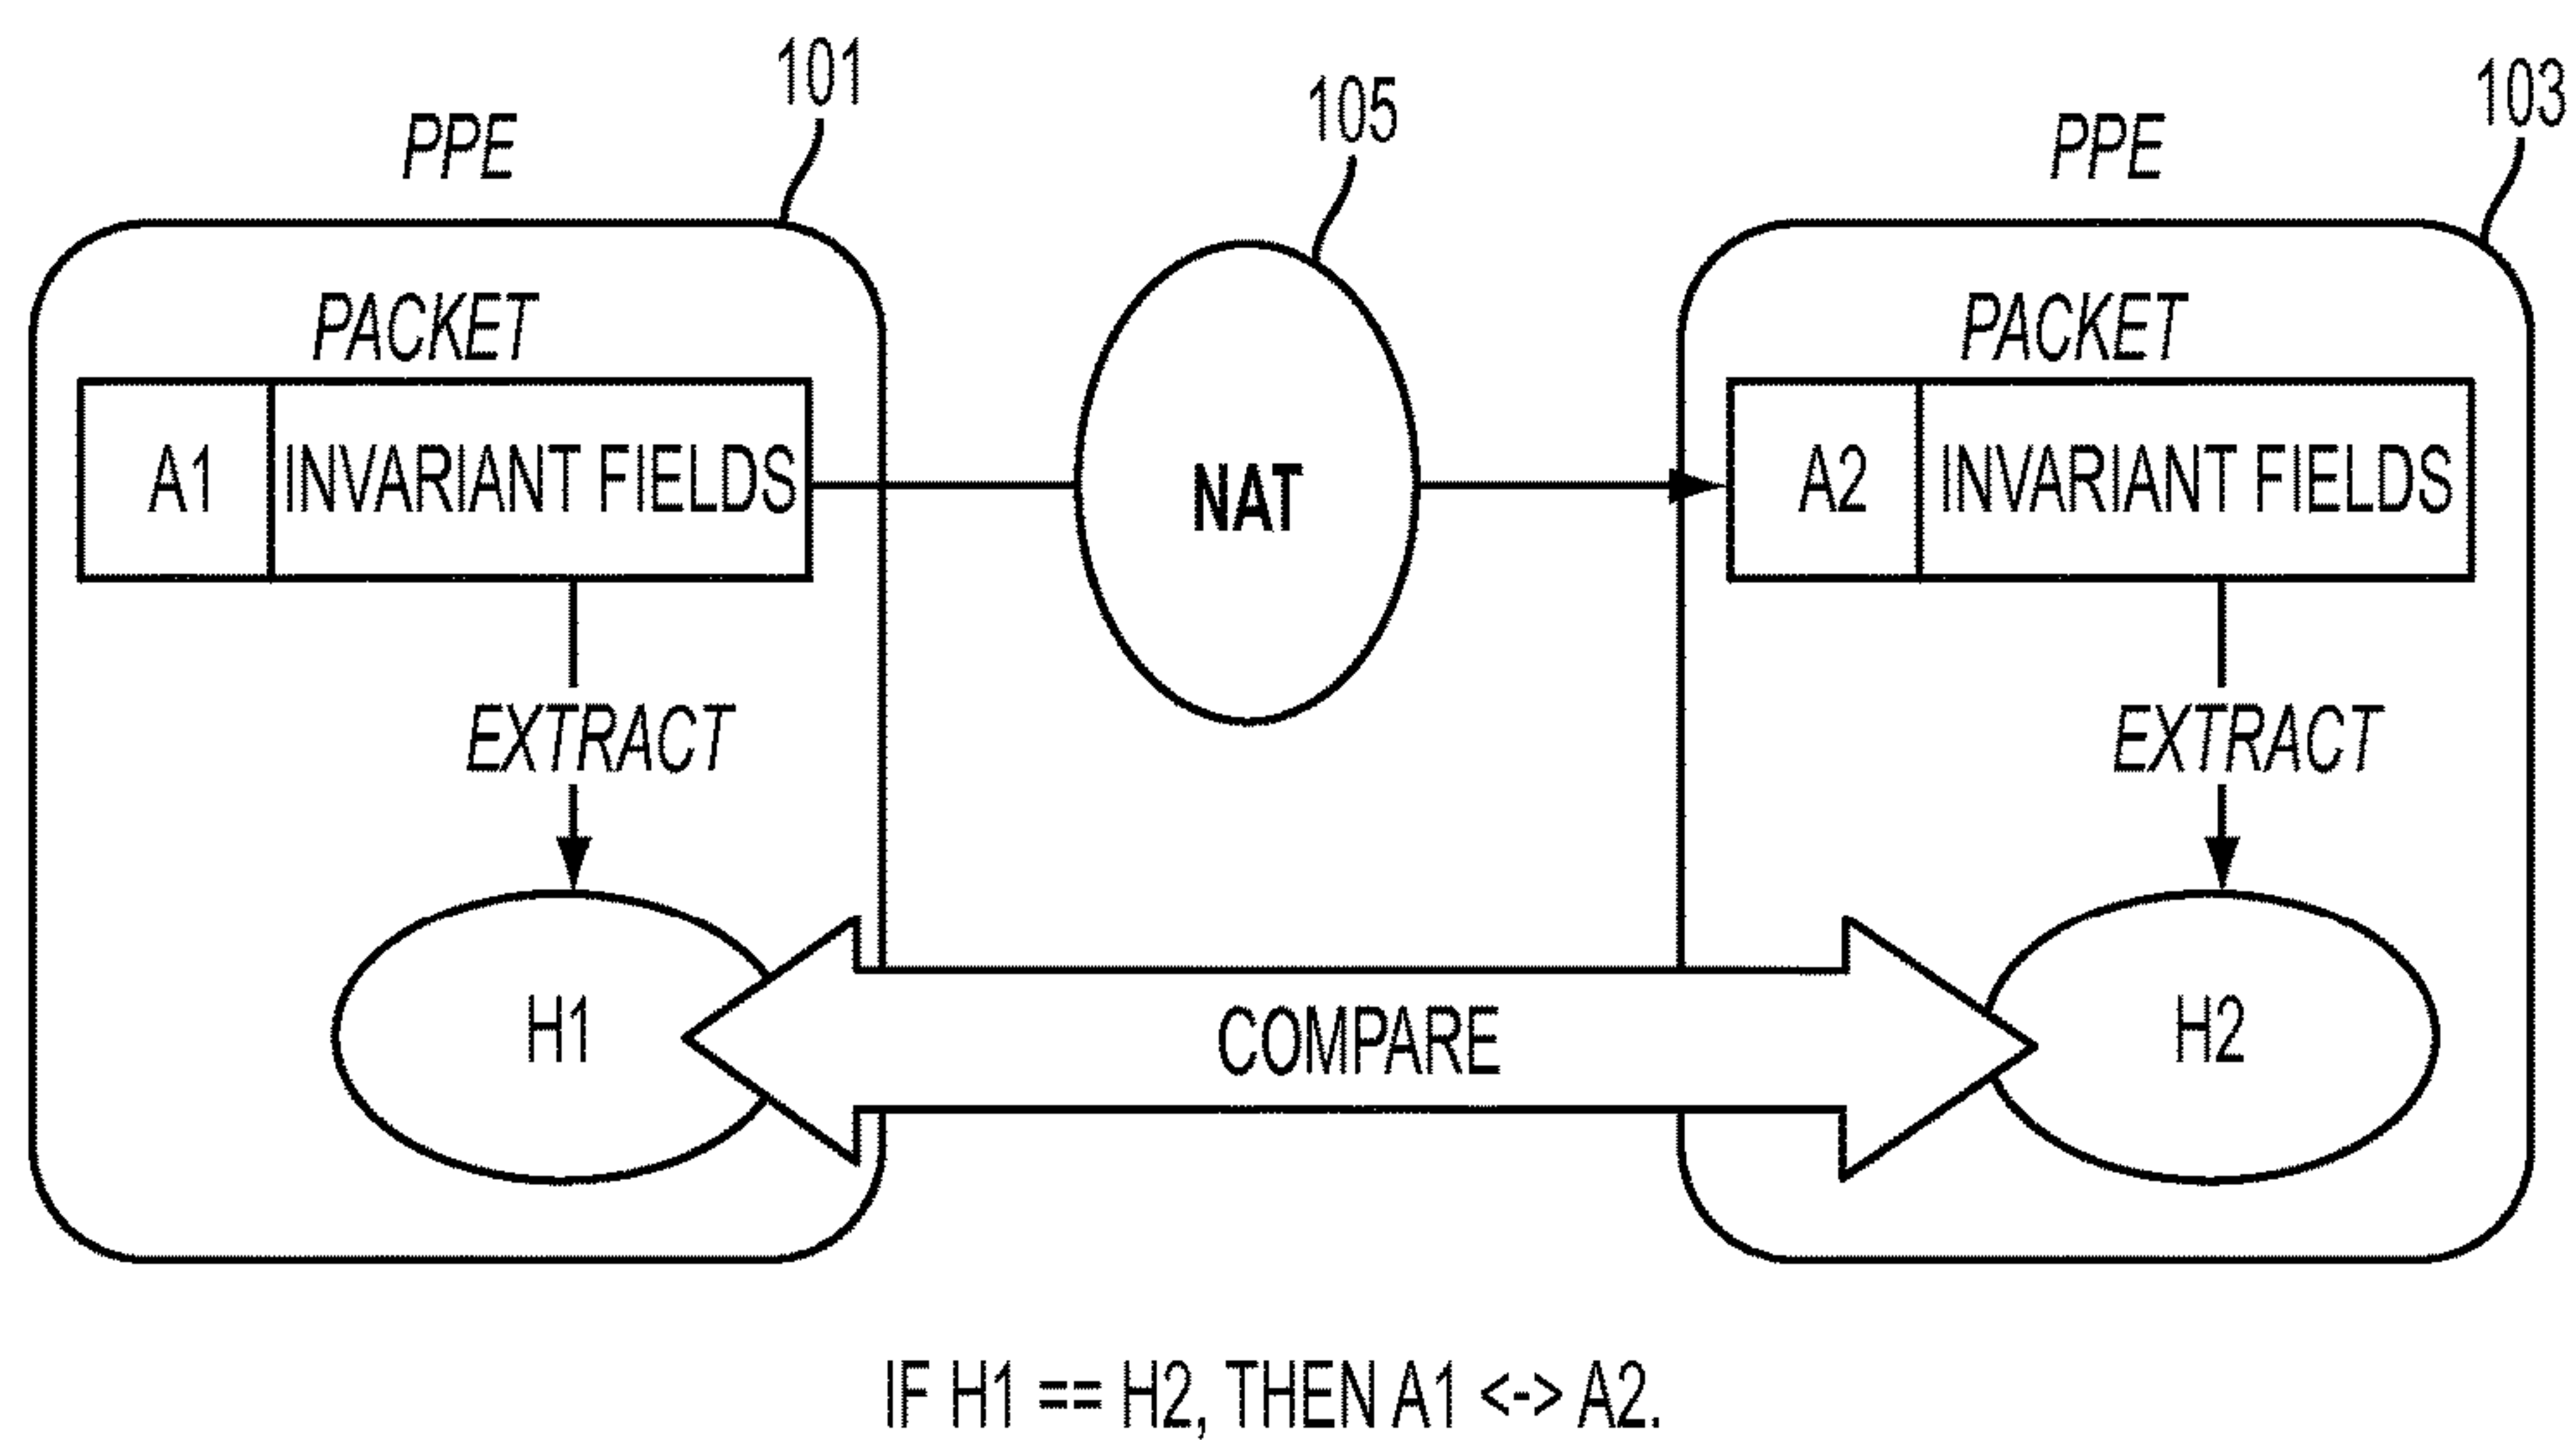 101
105
103
PPE
PPE
PACKET
PACKET
A1 INVARIANT FIELDS
NAT
A2 INVARIANT FIELDS
EXTRACT
EXTRACT
H1
COMPARE
H2
IF H1 == H2, THEN A1 <-> A2.